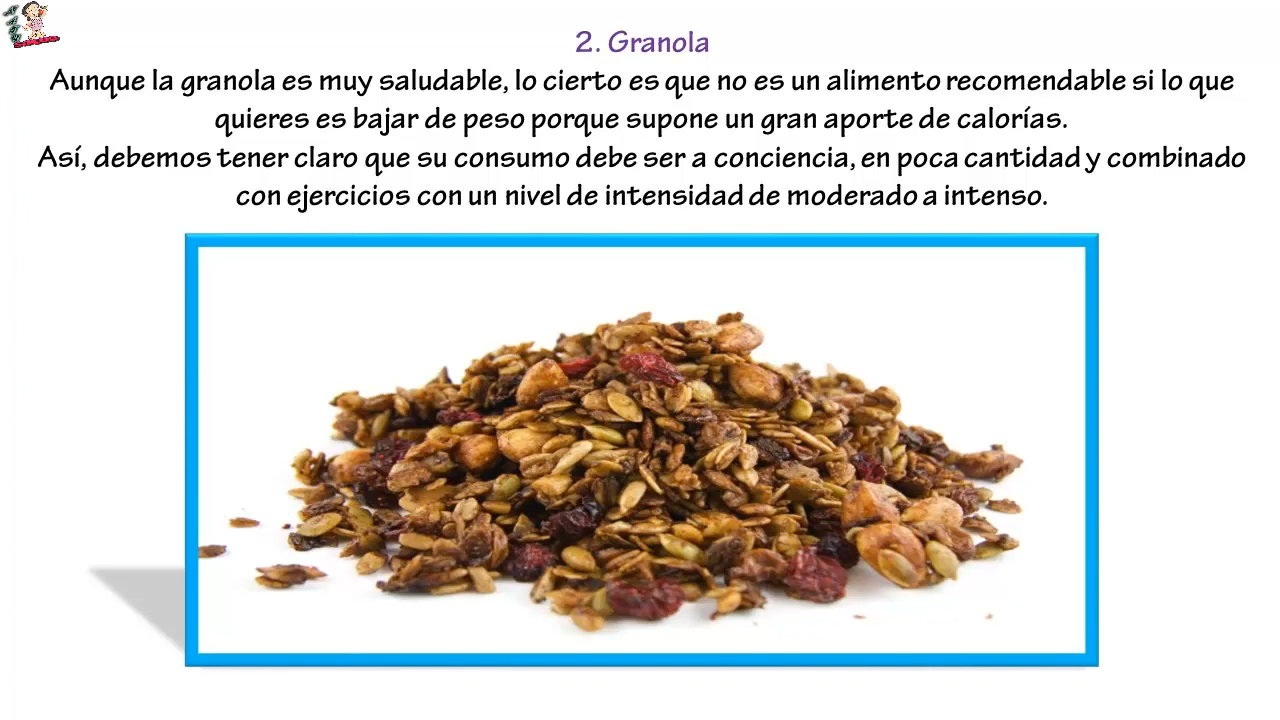 2. Granola
Aunque la granola es muy saludable, lo cierto es que no es un alimento recomendable si lo que
quieres es bajar de peso porque supone un gran aporte de calorías.
Así, debemos tener claro que su consumo debe ser a conciencia, en poca cantidad y combinado
con ejercicios con un nivel de intensidad de moderado a intenso.